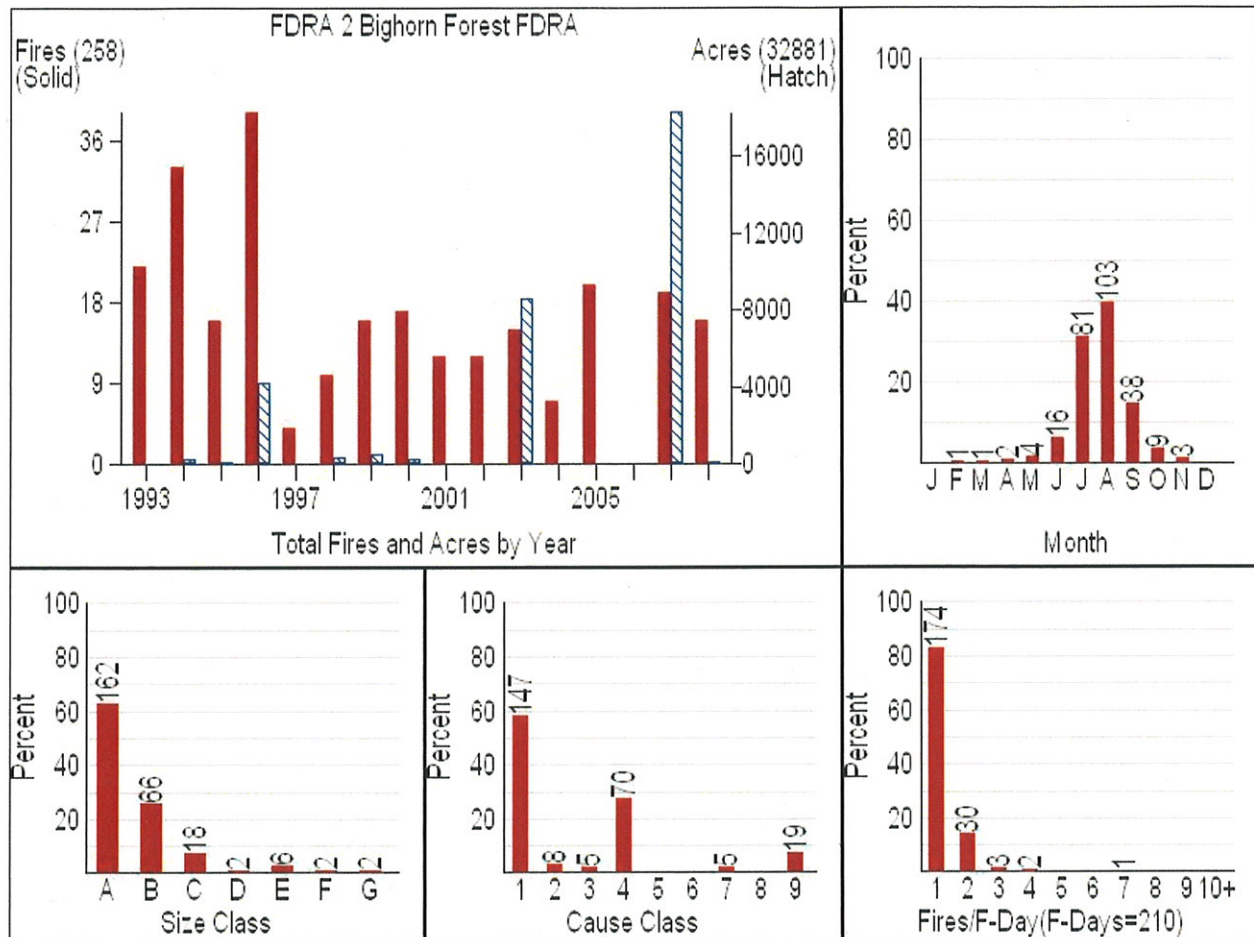 FDRA 2 Bighorn Forest FDRA
Fires (258)
(Solid)
Acres (32881)
(Hatch)
36
27
18
9
0
16000
12000
8000
4000
0
1993 1997 2001 2005
Total Fires and Acres by Year
100
80
60
40
20
Percent
1 1 2 4 16 81 103 38 9 3
J F M A M J J A S O N D
Month
100
80
60
40
20
Percent
162 66 18 2 6 2 2
A B C D E F G
Size Class
100
80
60
40
20
Percent
147 8 5 70 5 19
1 2 3 4 5 6 7 8 9
Cause Class
100
80
60
40
20
Percent
174 30 3 2 1
1 2 3 4 5 6 7 8 9 10+
Fires/F-Day(F-Days=210)